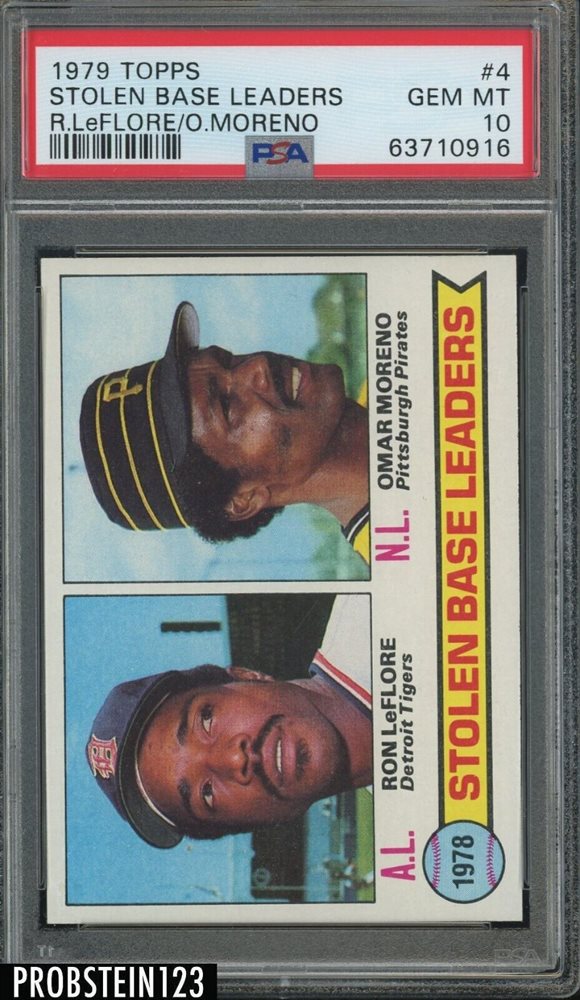 1979 TOPPS #4
STOLEN BASE LEADERS GEM MT
R.LeFLORE/O.MORENO 10
PSA 63710916
A.L. RON LeFLORE
Detroit Tigers
N.L. OMAR MORENO
Pittsburgh Pirates
1978 STOLEN BASE LEADERS
P
D
PSA
PROBSTEIN123